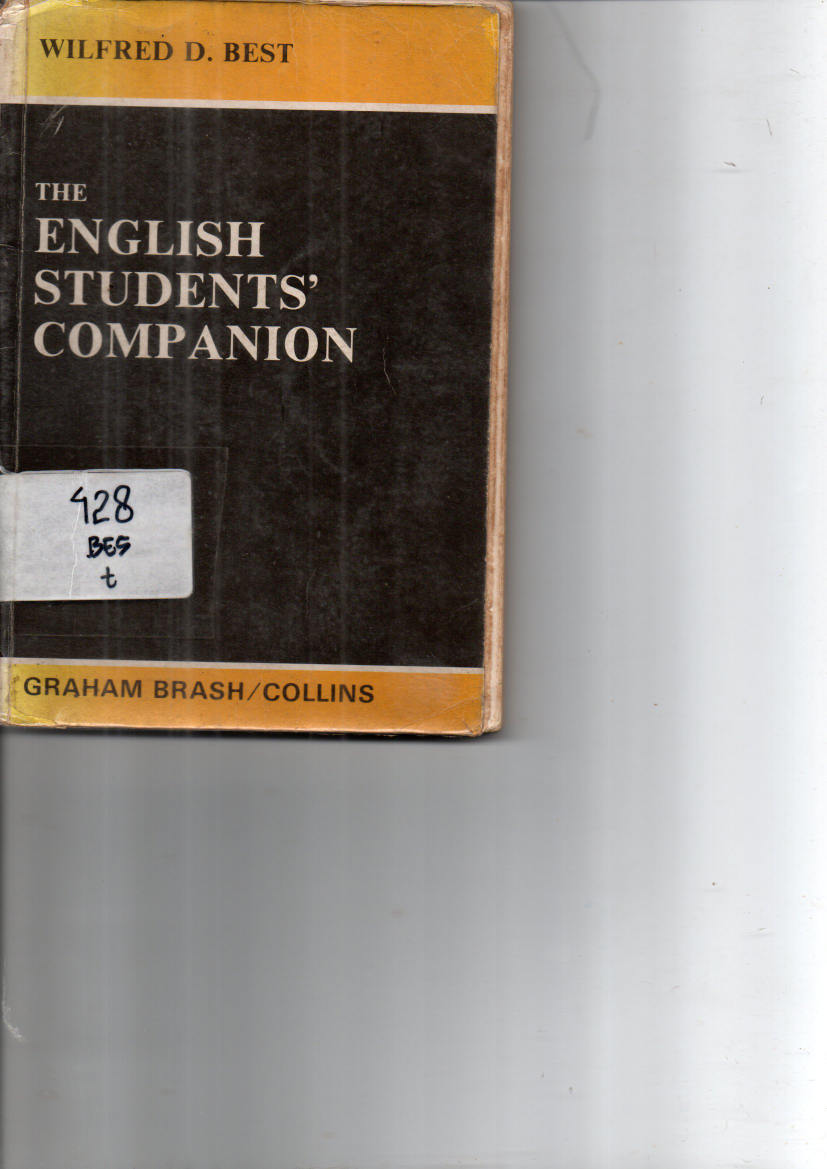 WILFRED D. BEST
THE
ENGLISH
STUDENTS'
COMPANION
428
BES
t
GRAHAM BRASH/COLLINS